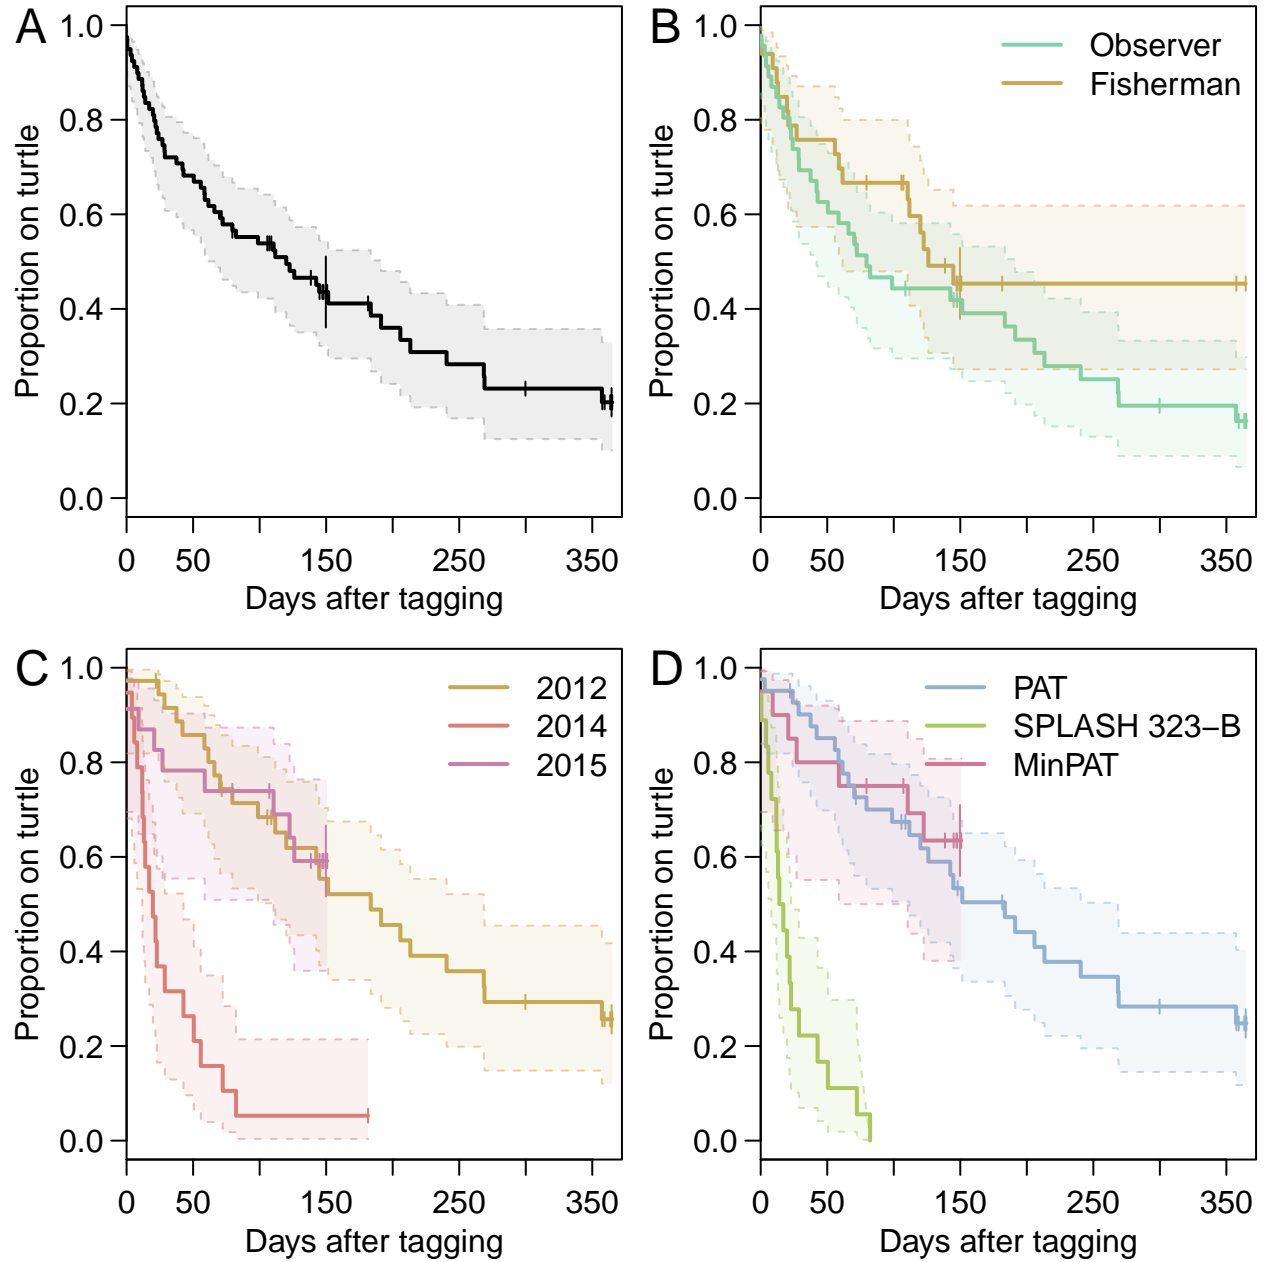 A
1.0
0.8
0.6
0.4
0.2
0.0
Proportion on turtle
0 50 150 250 350
Days after tagging
B
Observer
Fisherman
1.0
0.8
0.6
0.4
0.2
0.0
Proportion on turtle
0 50 150 250 350
Days after tagging
C
2012
2014
2015
1.0
0.8
0.6
0.4
0.2
0.0
Proportion on turtle
0 50 150 250 350
Days after tagging
D
PAT
SPLASH 323–B
MinPAT
1.0
0.8
0.6
0.4
0.2
0.0
Proportion on turtle
0 50 150 250 350
Days after tagging